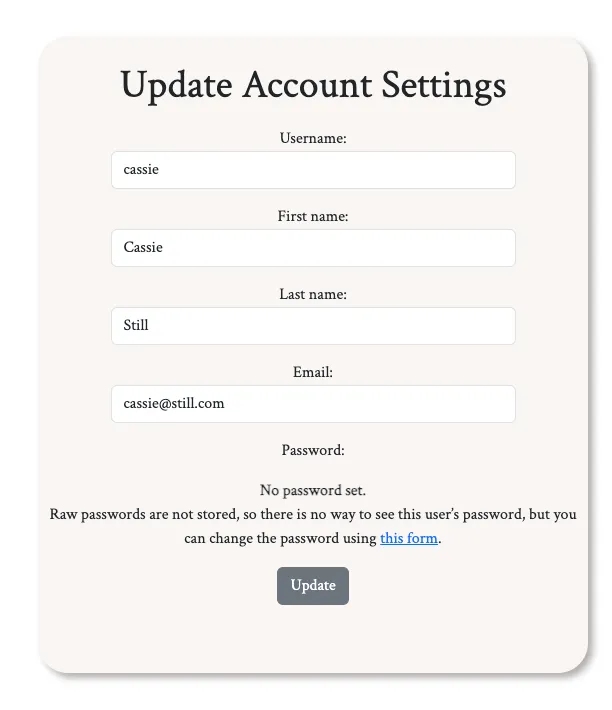 Update Account Settings
Username:
cassie
First name:
Cassie
Last name:
Still
Email:
cassie@still.com
Password:
No password set.
Raw passwords are not stored, so there is no way to see this user’s password, but you
can change the password using this form.
Update